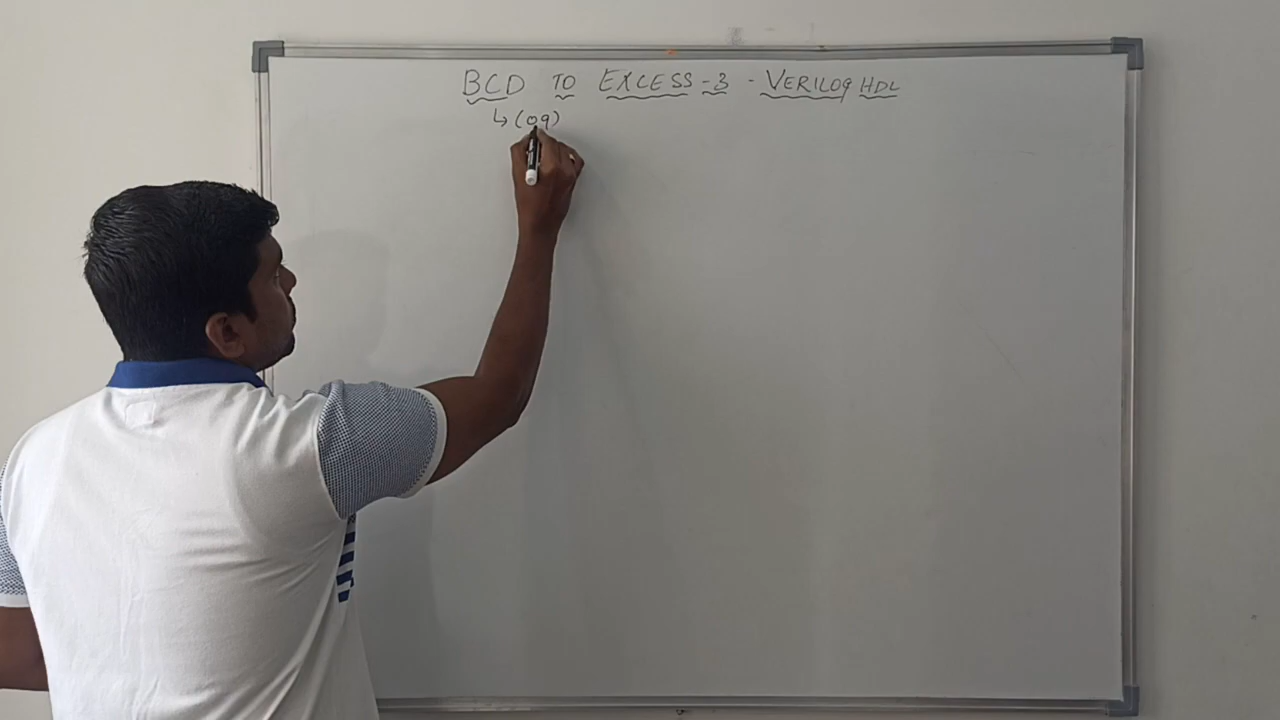 BCD TO EXCESS-3 - VERILOG HDL
↳ (09)